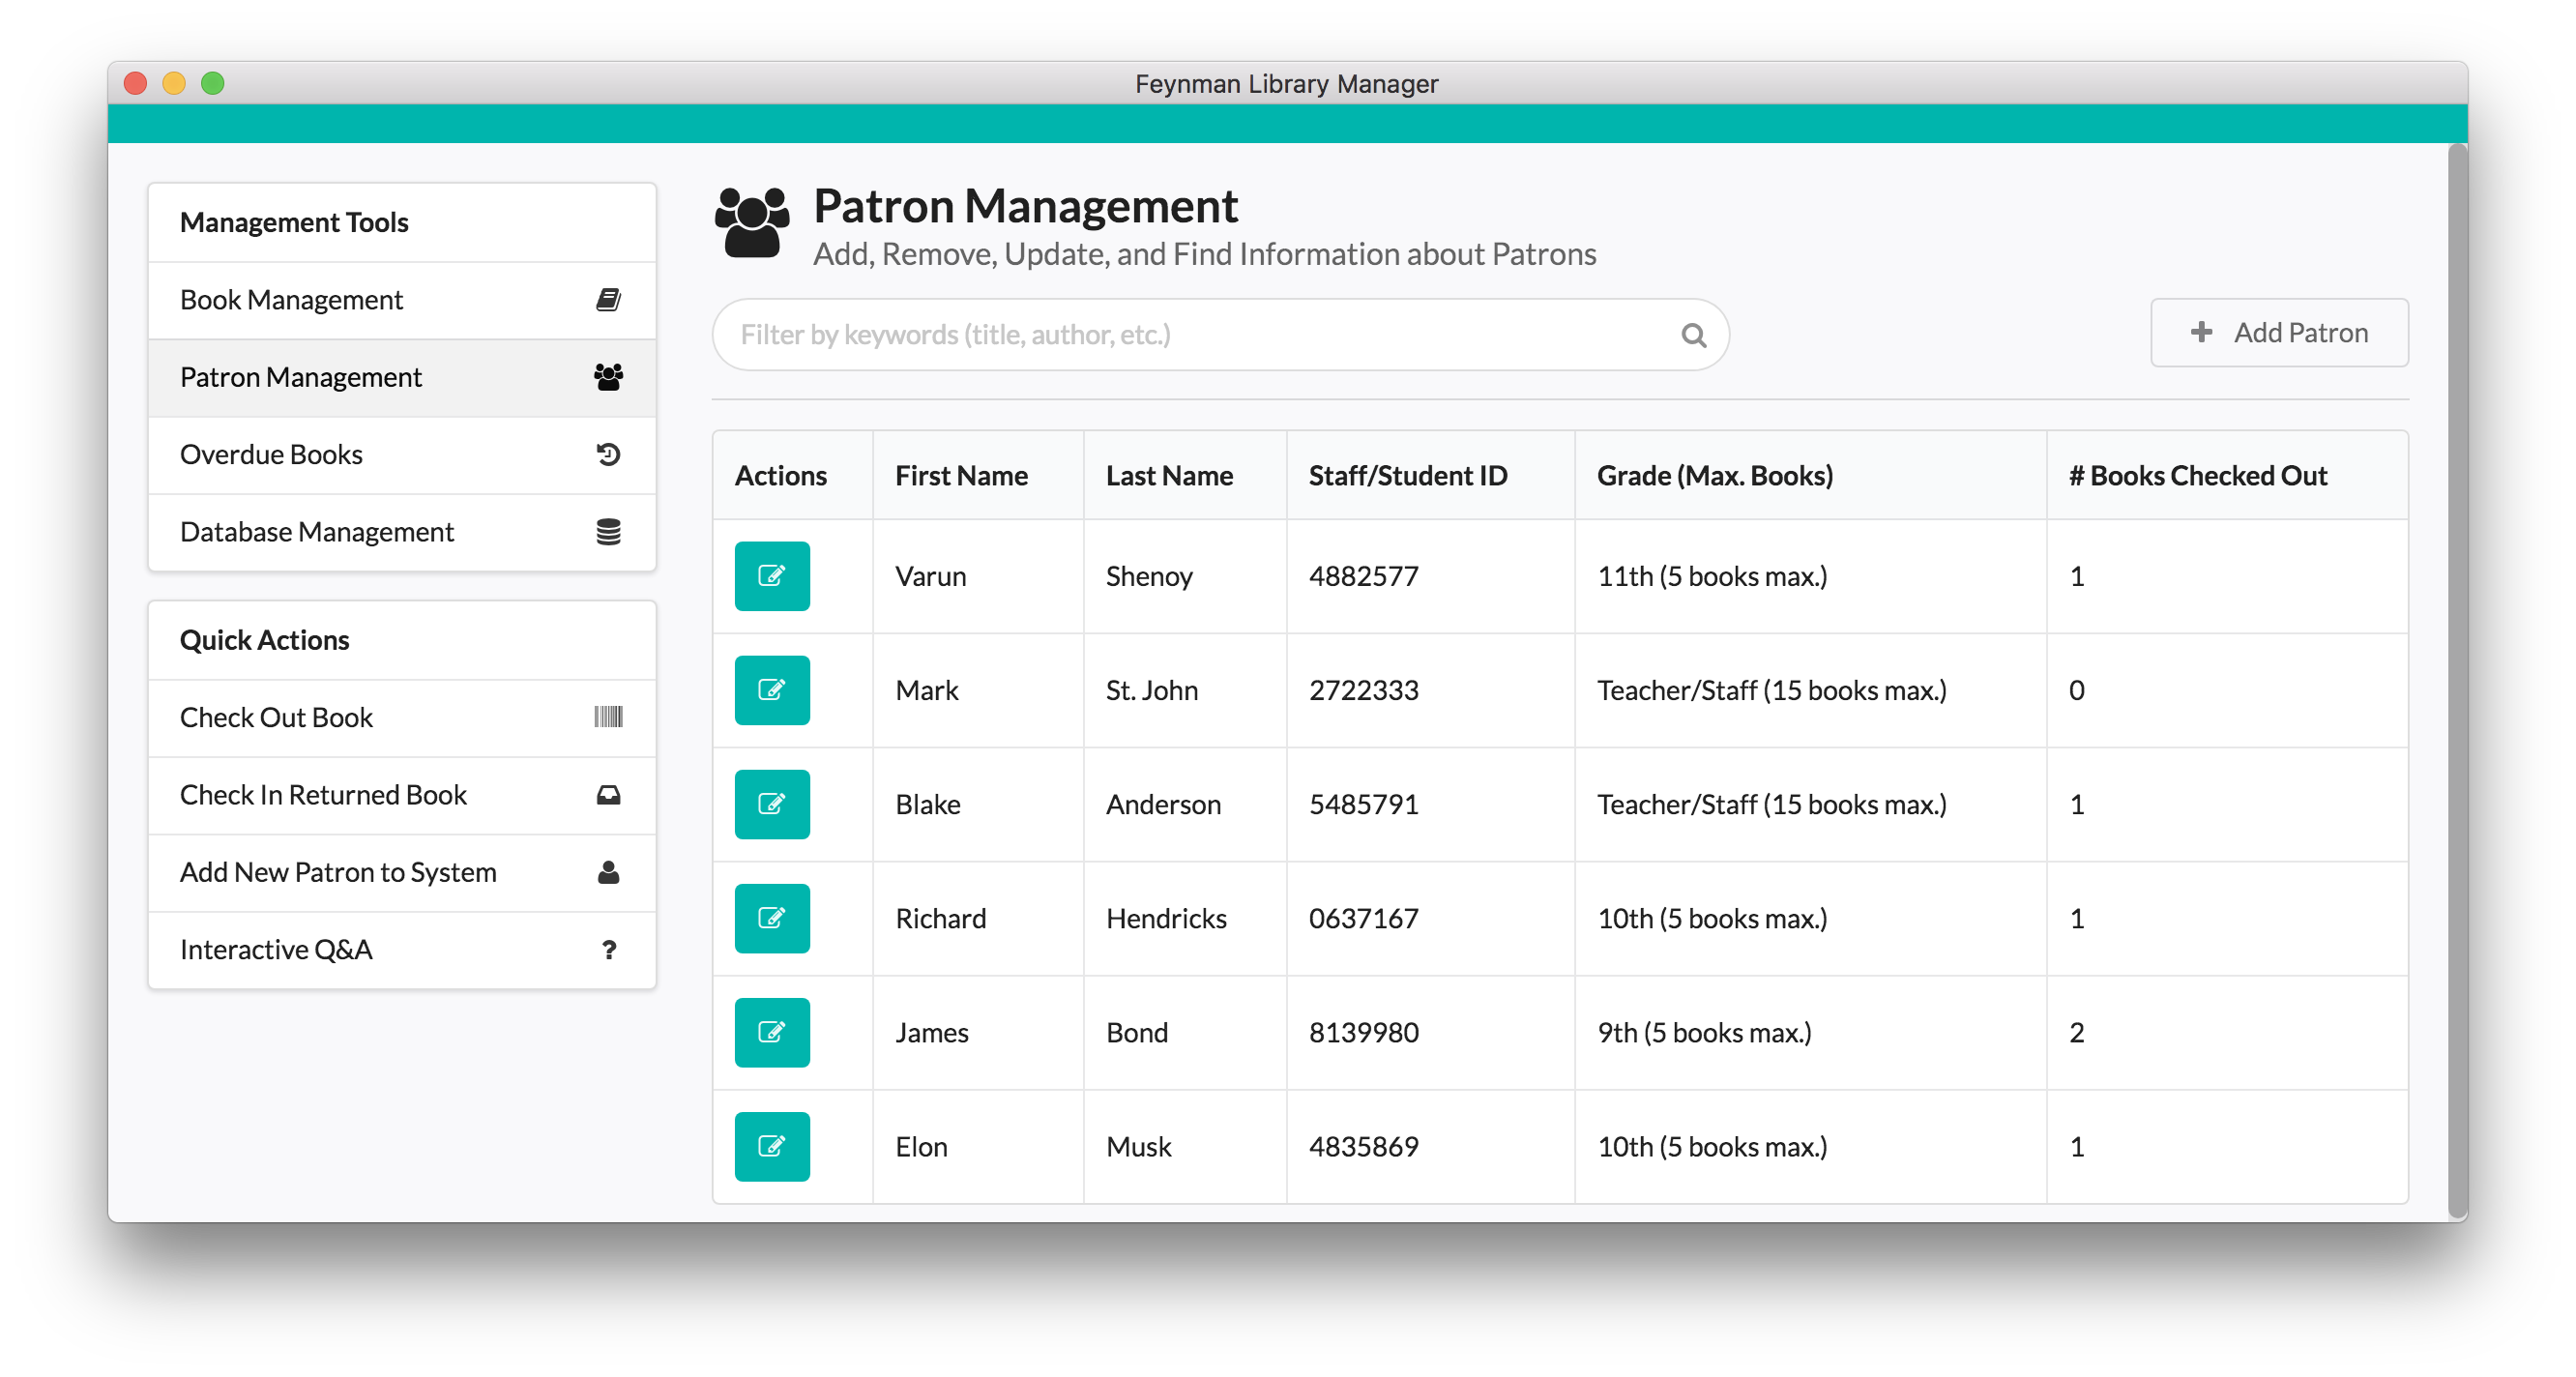 Feynman Library Manager
Management Tools
Book Management
Patron Management
Overdue Books
Database Management
Quick Actions
Check Out Book
Check In Returned Book
Add New Patron to System
Interactive Q&A
?
Patron Management
Add, Remove, Update, and Find Information about Patrons
Filter by keywords (title, author, etc.)
Add Patron
Actions First Name Last Name Staff/Student ID Grade (Max. Books) # Books Checked Out
Varun Shenoy 4882577 11th (5 books max.) 1
Mark St. John 2722333 Teacher/Staff (15 books max.) 0
Blake Anderson 5485791 Teacher/Staff (15 books max.) 1
Richard Hendricks 0637167 10th (5 books max.) 1
James Bond 8139980 9th (5 books max.) 2
Elon Musk 4835869 10th (5 books max.) 1